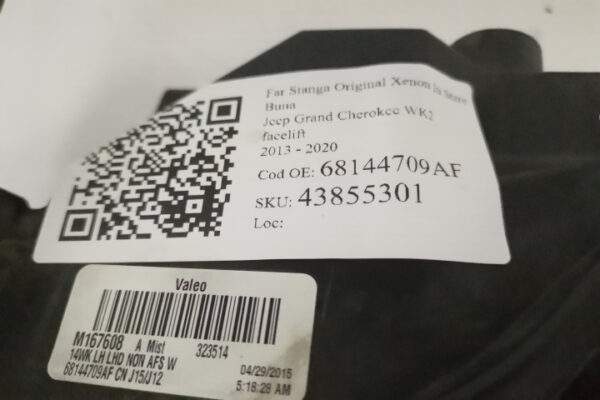 Far Stanga Original Xenon In Stare
Buna
Jeep Grand Cherokee WK2
facelift
2013 - 2020
Cod OE: 68144709AF
SKU: 43855301
Loc:
Valeo
M167608 A Mist 323514
14WK LH LHD NON AFS W
68144709AF CN J15/J12
04/29/2015
5:18:28 AM